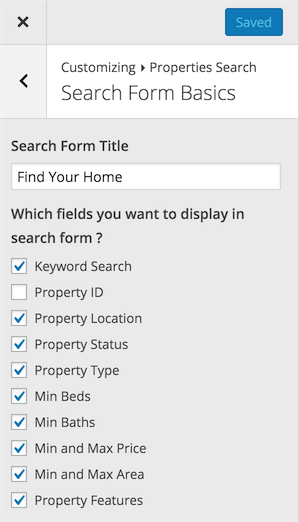 Saved
Customizing ▸ Properties Search
Search Form Basics
Search Form Title
Find Your Home
Which fields you want to display in
search form ?
Keyword Search
Property ID
Property Location
Property Status
Property Type
Min Beds
Min Baths
Min and Max Price
Min and Max Area
Property Features